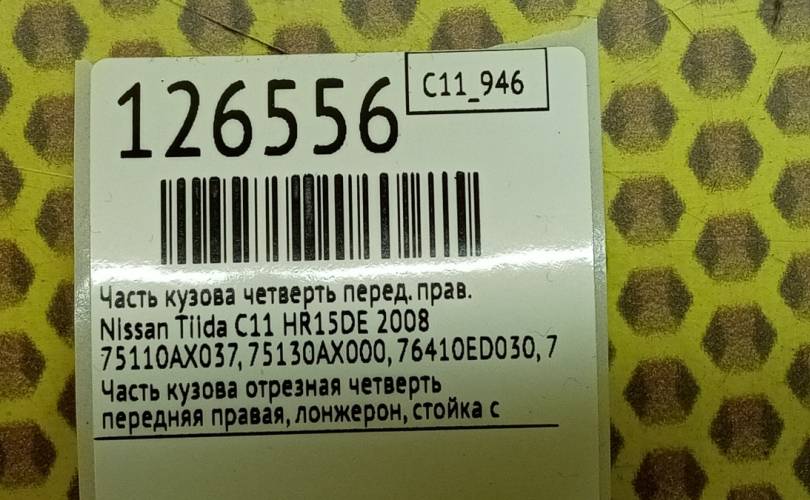 126556
C11_946
Часть кузова четверть перед. прав.
Nissan Tiida C11 HR15DE 2008
75110AX037, 75130AX000, 76410ED030, 7
Часть кузова отрезная четверть
передняя правая, лонжерон, стойка с